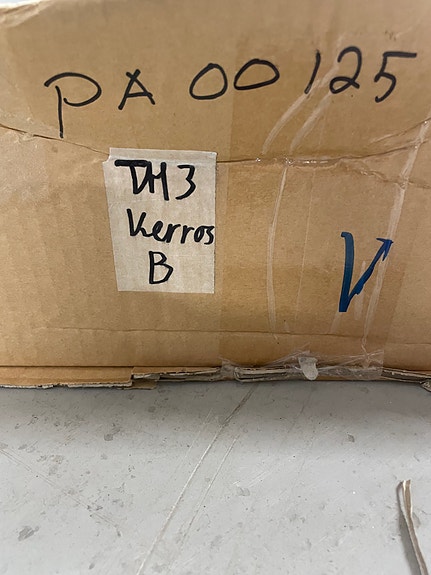 PA 00125
TH3
Kerros
B
V